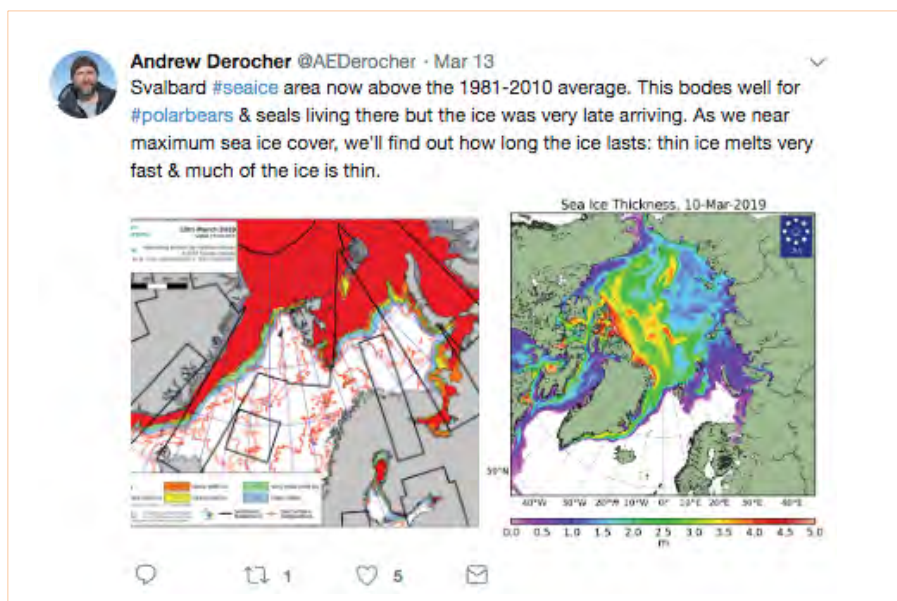 Andrew Derocher @AEDerocher · Mar 13
Svalbard #seaice area now above the 1981-2010 average. This bodes well for
#polarbears & seals living there but the ice was very late arriving. As we near
maximum sea ice cover, we'll find out how long the ice lasts: thin ice melts very
fast & much of the ice is thin.
Sea Ice Thickness, 10-Mar-2019
50°N
40°W 30°W 20°W 10°W 0° 10°E 20°E 30°E 40°E
0.0 0.5 1.0 1.5 2.0 2.5 3.0 3.5 4.0 4.5 5.0
m
1 5